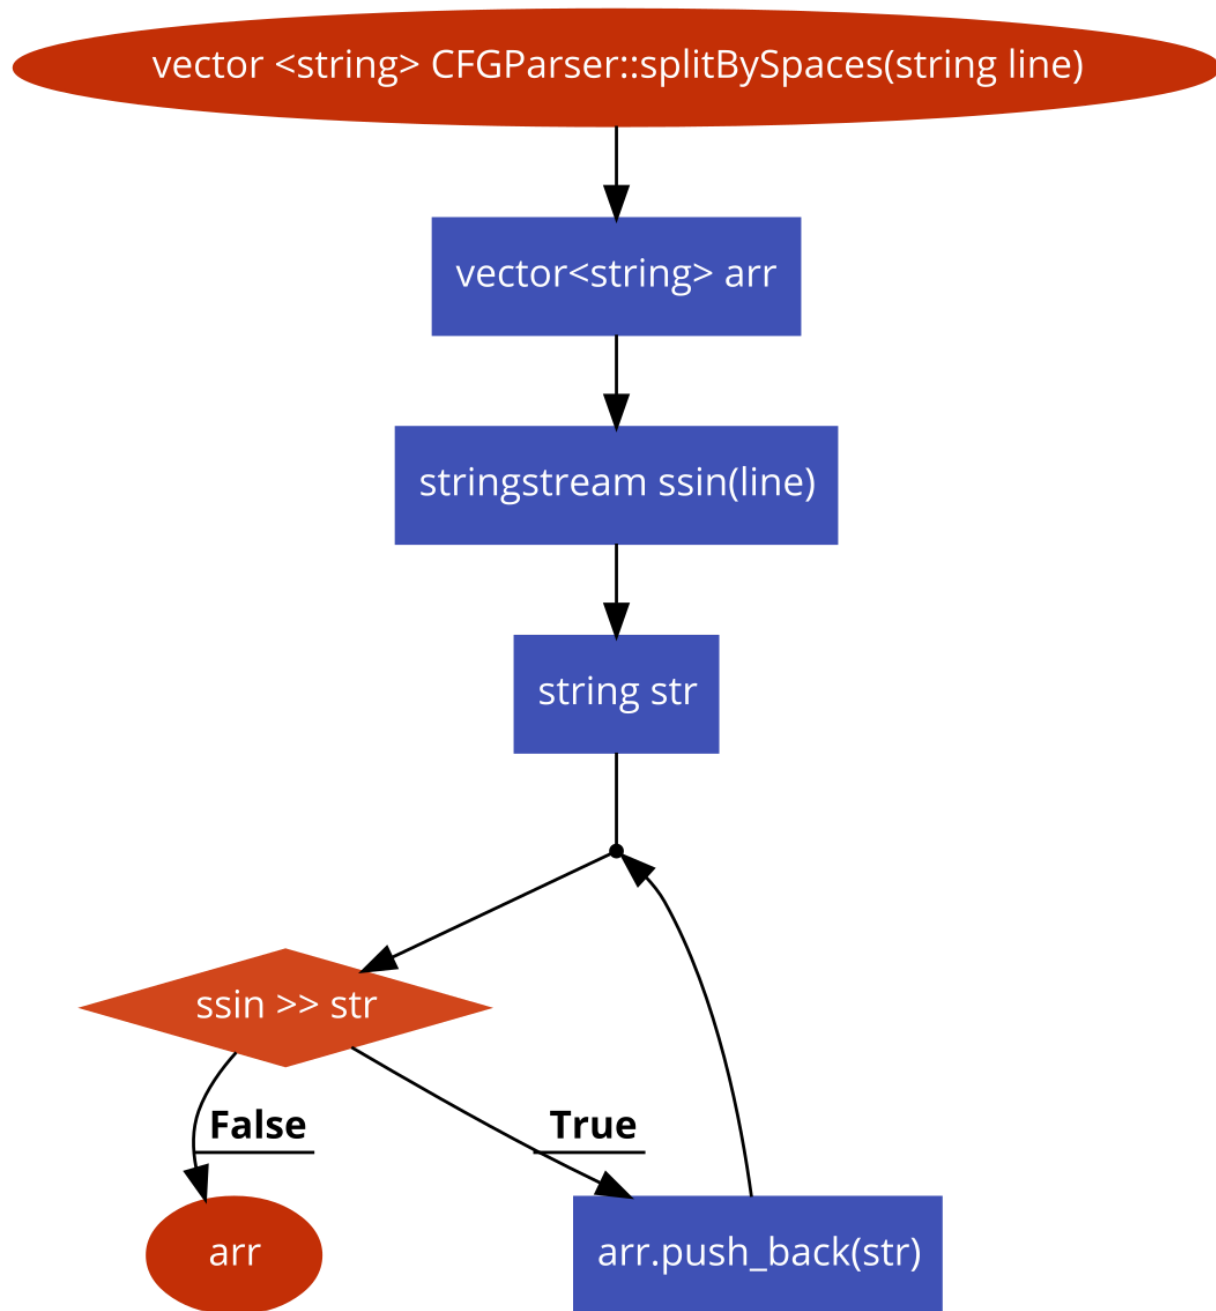 vector <string> CFGParser::splitBySpaces(string line)
vector<string> arr
stringstream ssin(line)
string str
ssin >> str
False
True
arr
arr.push_back(str)